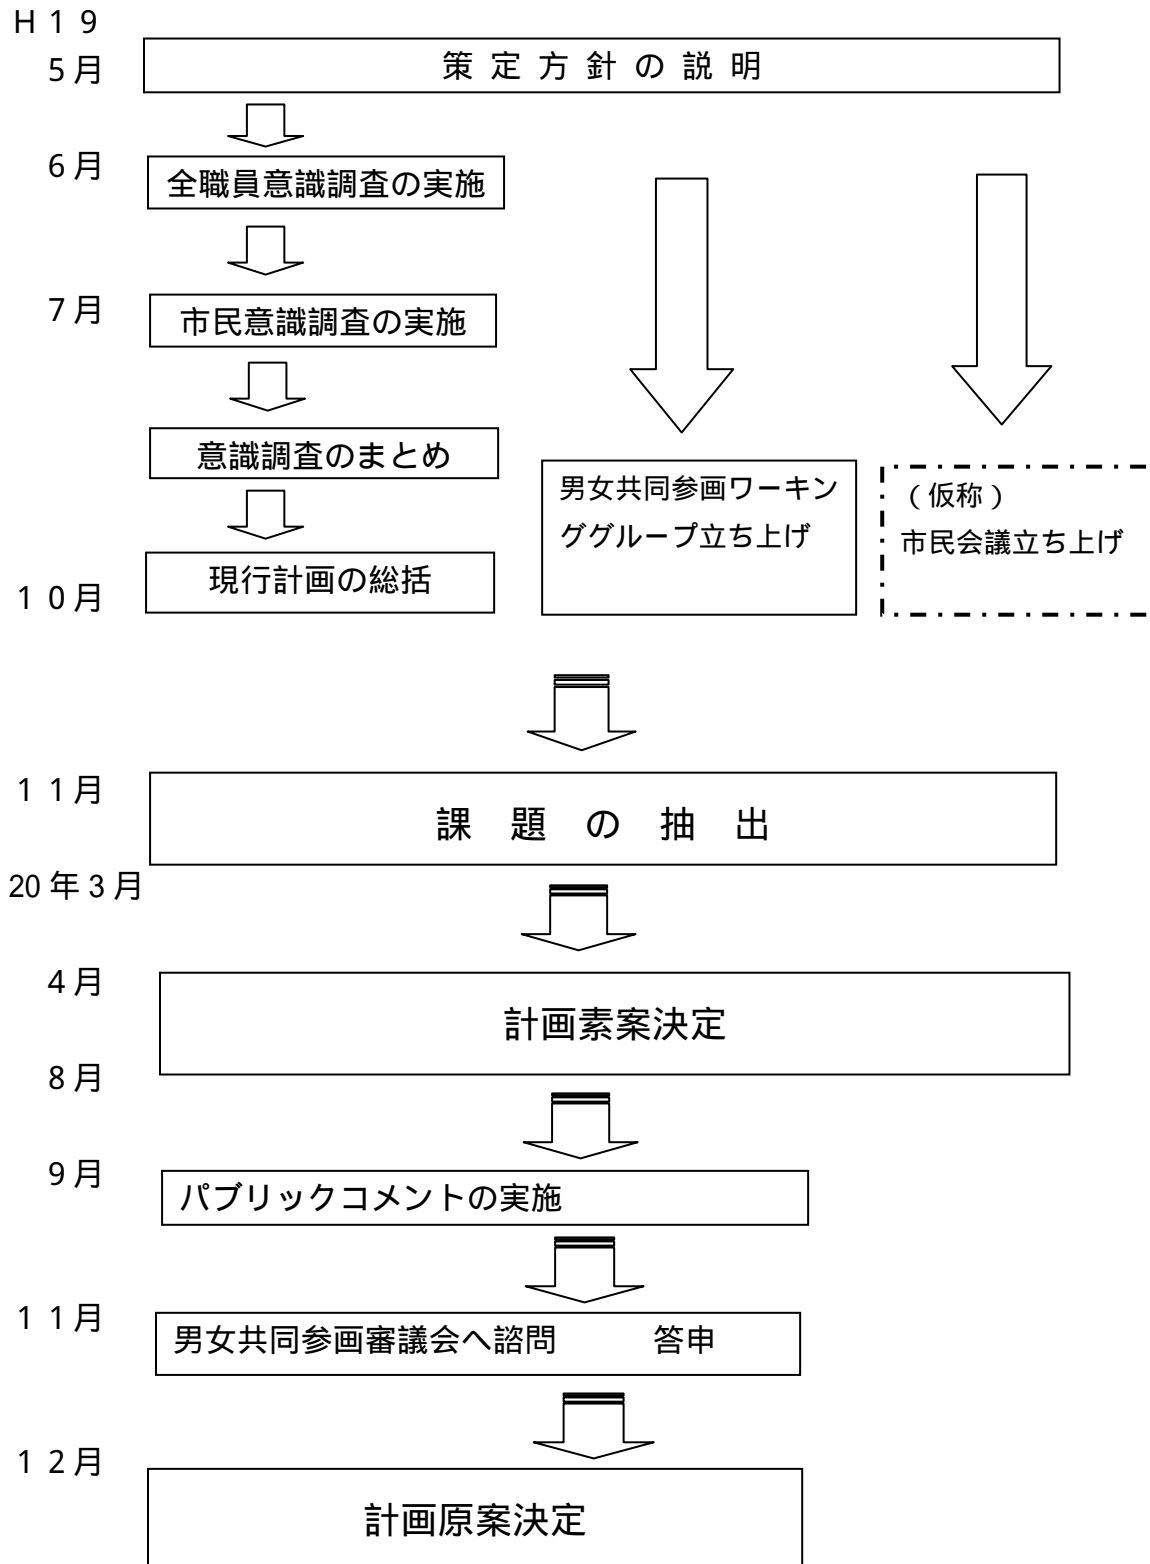 Ｈ１９
５月
策定方針の説明
６月
全職員意識調査の実施
７月
市民意識調査の実施
意識調査のまとめ
男女共同参画ワーキン
ググループ立ち上げ
（仮称）
市民会議立ち上げ
１０月
現行計画の総括
１１月
課題の抽出
20年3月
４月
計画素案決定
８月
９月
パブリックコメントの実施
１１月
男女共同参画審議会へ諮問　　　答申
１２月
計画原案決定